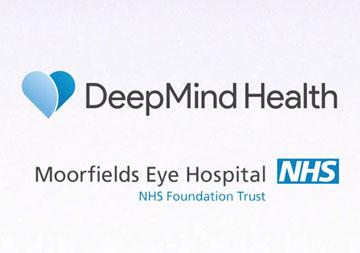 DeepMind Health
Moorfields Eye Hospital NHS
NHS Foundation Trust